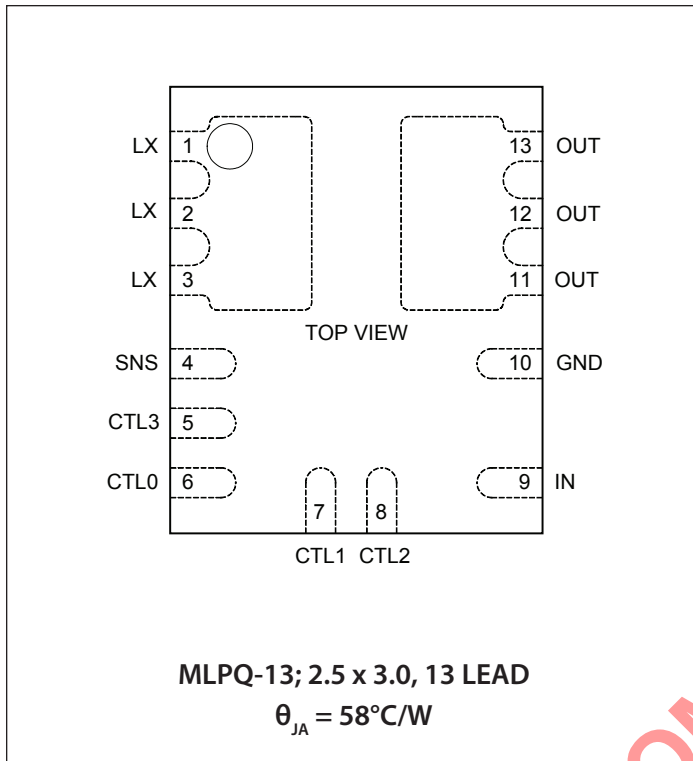 LX 1 13 OUT
LX 2 12 OUT
LX 3 11 OUT
TOP VIEW
SNS 4 10 GND
CTL3 5
CTL0 6 9 IN
7 8
CTL1 CTL2
MLPQ-13; 2.5 x 3.0, 13 LEAD
θJA = 58°C/W